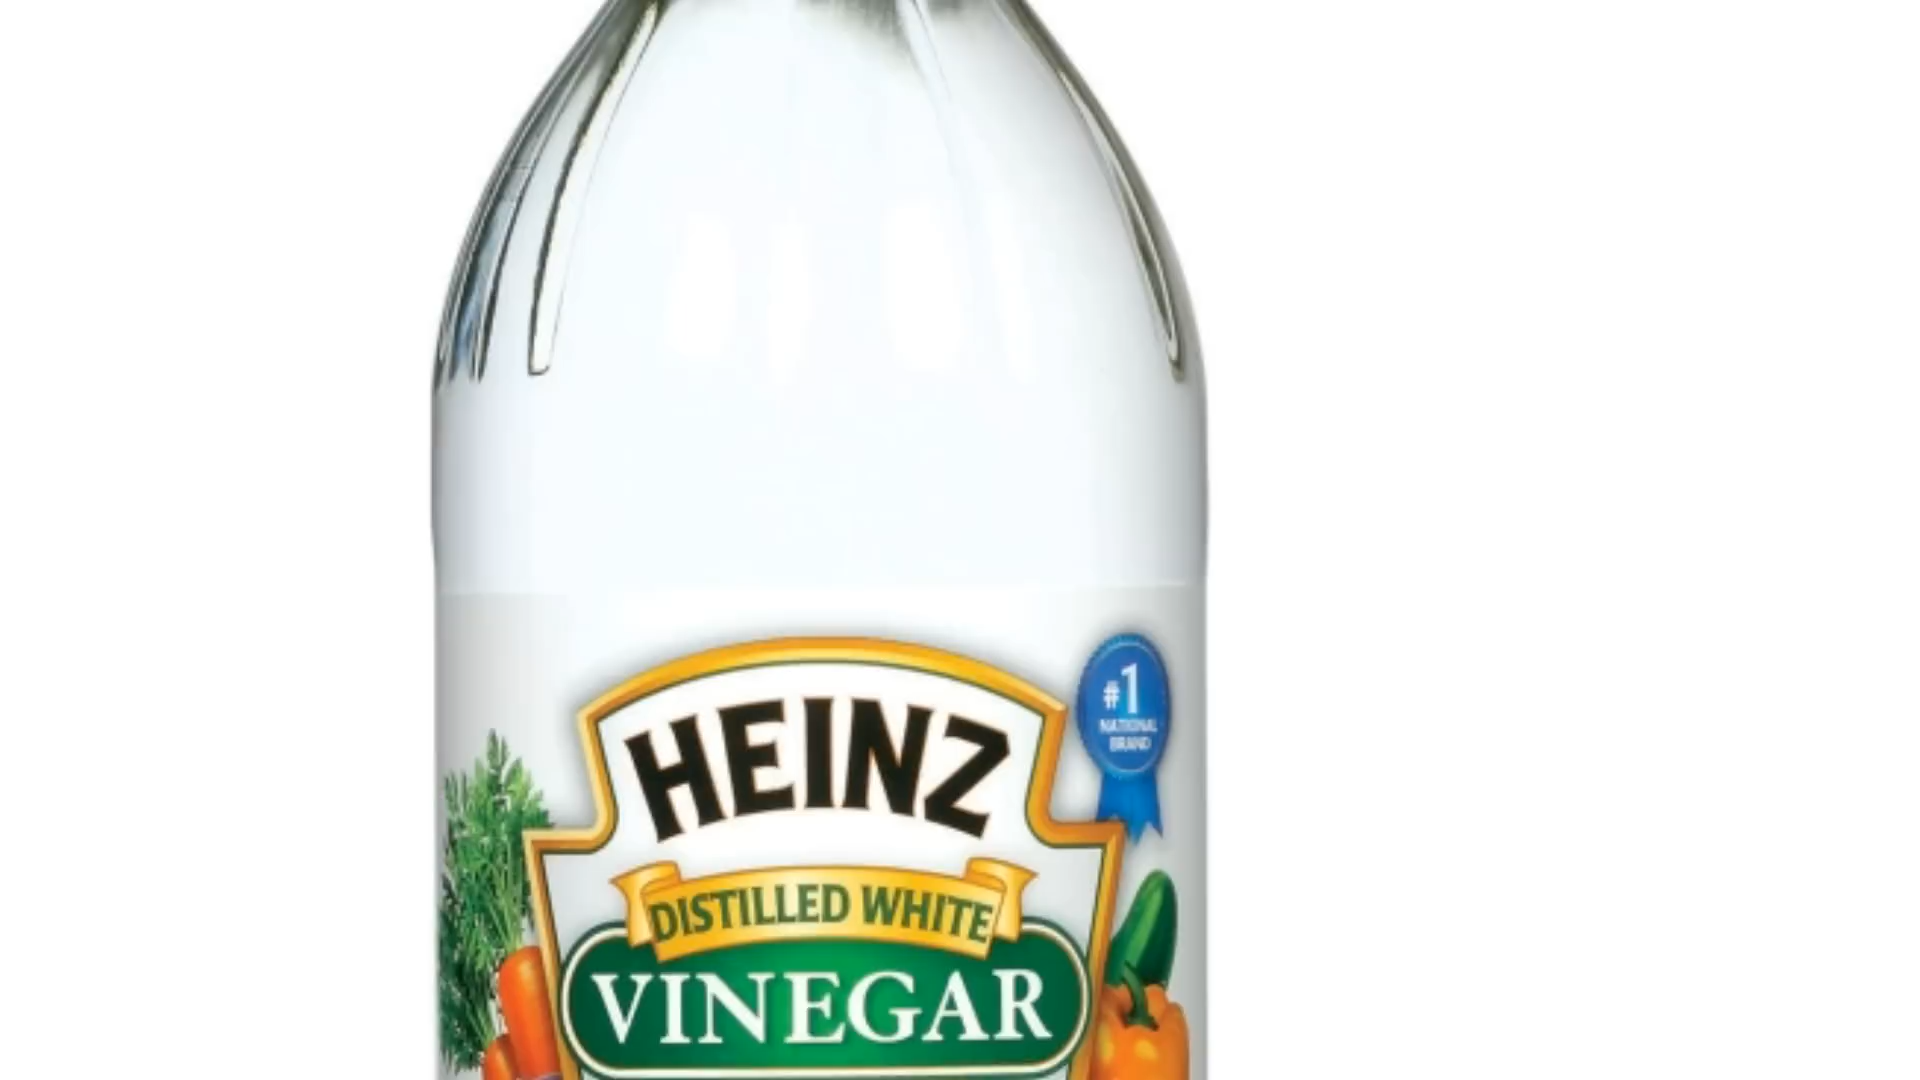 HEINZ
#1
NATIONAL
BRAND
DISTILLED WHITE
VINEGAR